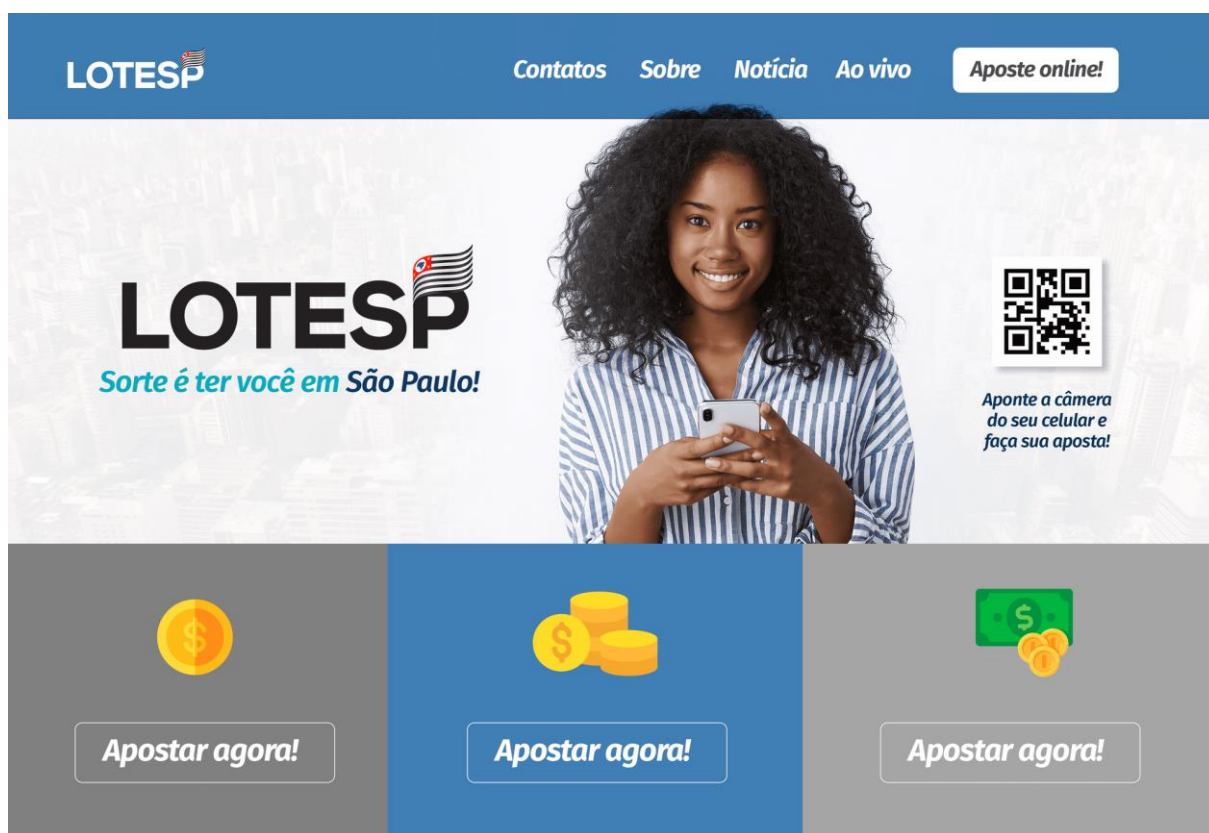 LOTESP
Contatos Sobre Notícia Ao vivo Aposte online!
LOTESP
Sorte é ter você em São Paulo!
Aponte a câmera
do seu celular e
faça sua aposta!
Apostar agora! Apostar agora! Apostar agora!